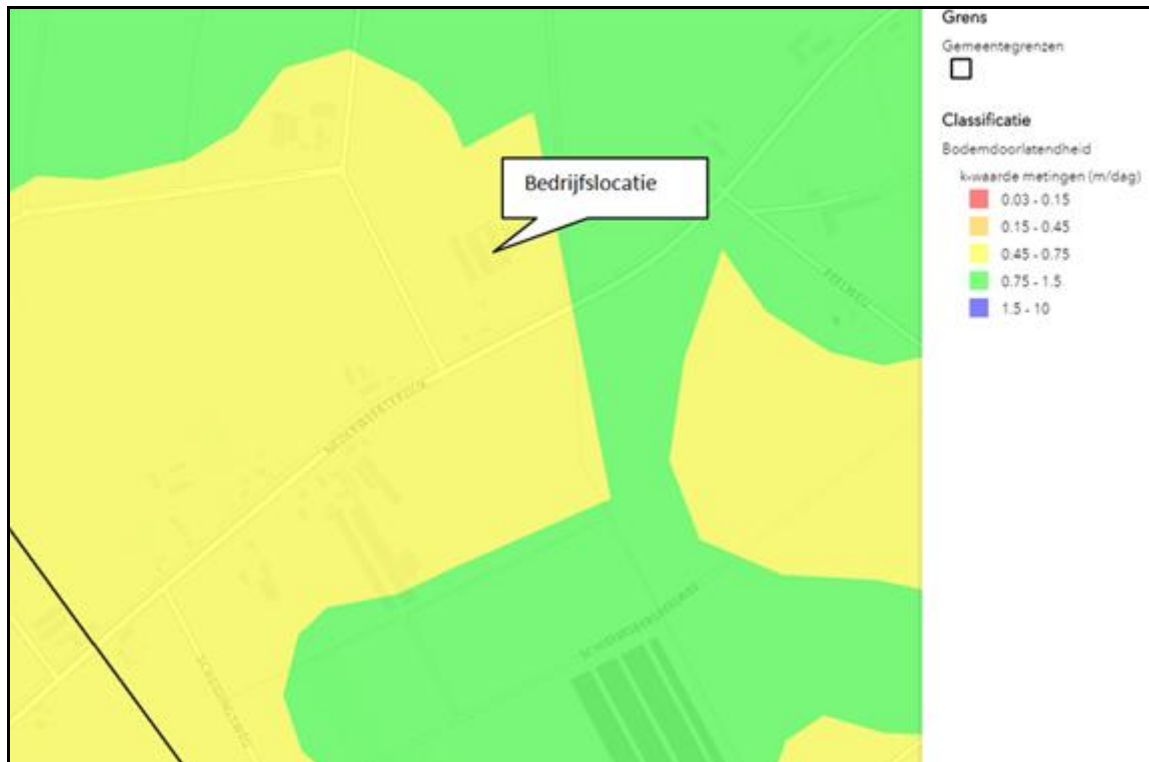 Grens
Gemeentegrenzen
Classificatie
Bodemdoorlatendheid
k-waarde metingen (m/dag)
0.03 - 0.15
0.15 - 0.45
0.45 - 0.75
0.75 - 1.5
1.5 - 10
Bedrijfslocatie